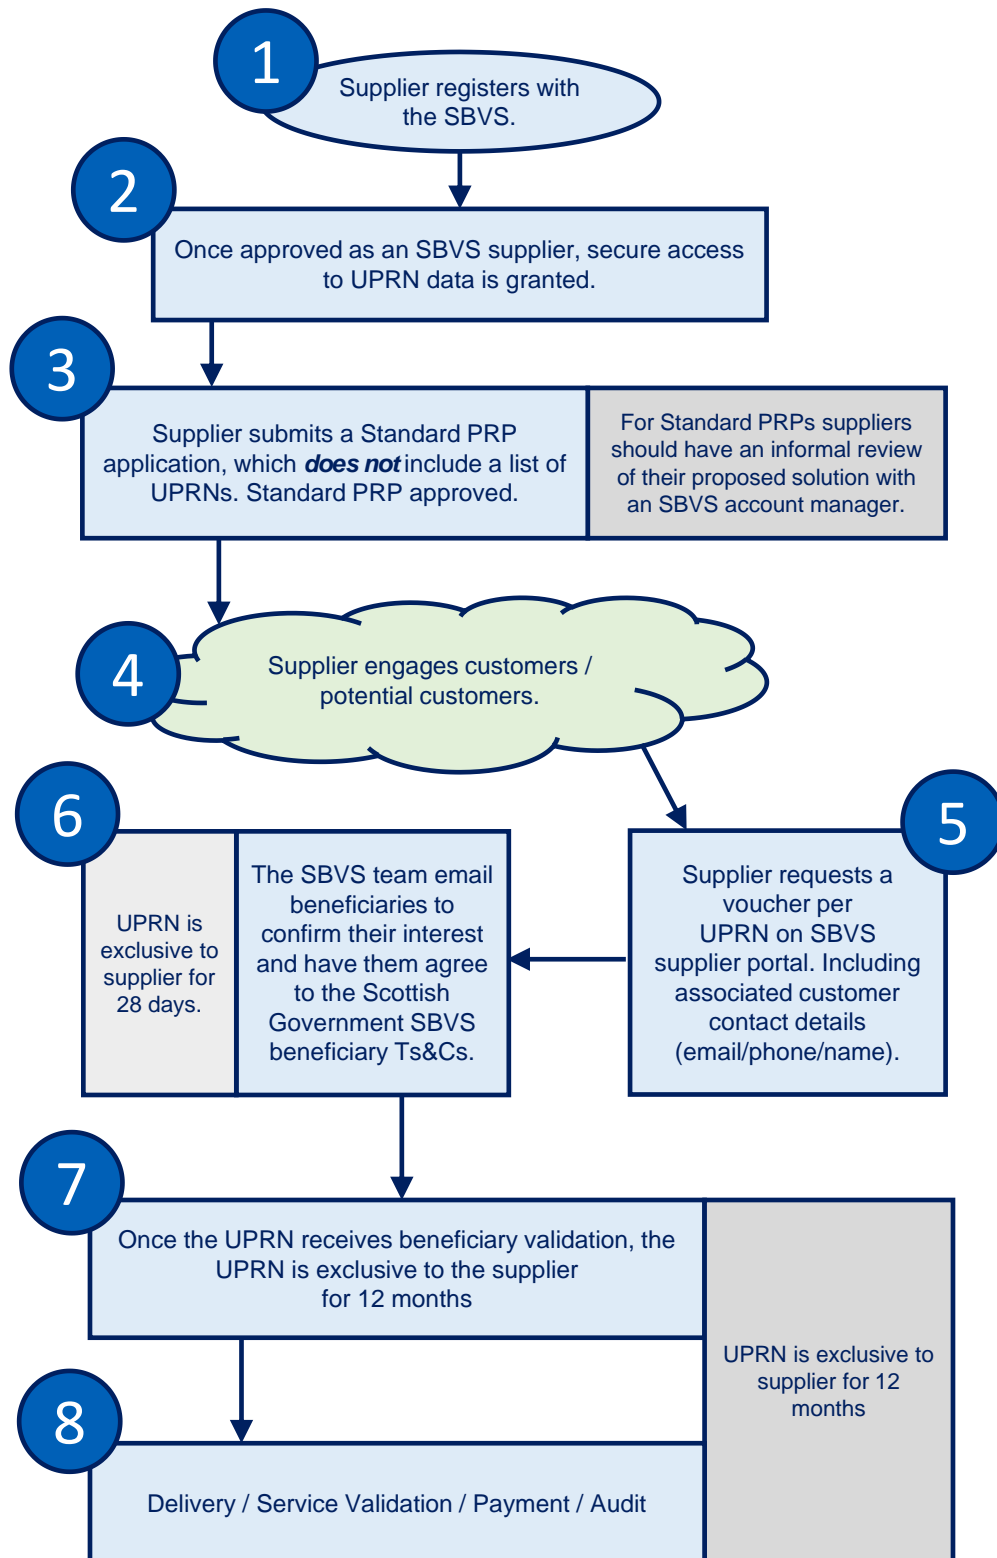 1
Supplier registers with
the SBVS.
2
Once approved as an SBVS supplier, secure access
to UPRN data is granted.
3
Supplier submits a Standard PRP
application, which does not include a list of
UPRNs. Standard PRP approved.
For Standard PRPs suppliers
should have an informal review
of their proposed solution with
an SBVS account manager.
4
Supplier engages customers /
potential customers.
5
Supplier requests a
voucher per
UPRN on SBVS
supplier portal. Including
associated customer
contact details
(email/phone/name).
6
UPRN is
exclusive to
supplier for
28 days.
The SBVS team email
beneficiaries to
confirm their interest
and have them agree
to the Scottish
Government SBVS
beneficiary Ts&Cs.
7
Once the UPRN receives beneficiary validation, the
UPRN is exclusive to the supplier
for 12 months
UPRN is exclusive to
supplier for 12
months
8
Delivery / Service Validation / Payment / Audit